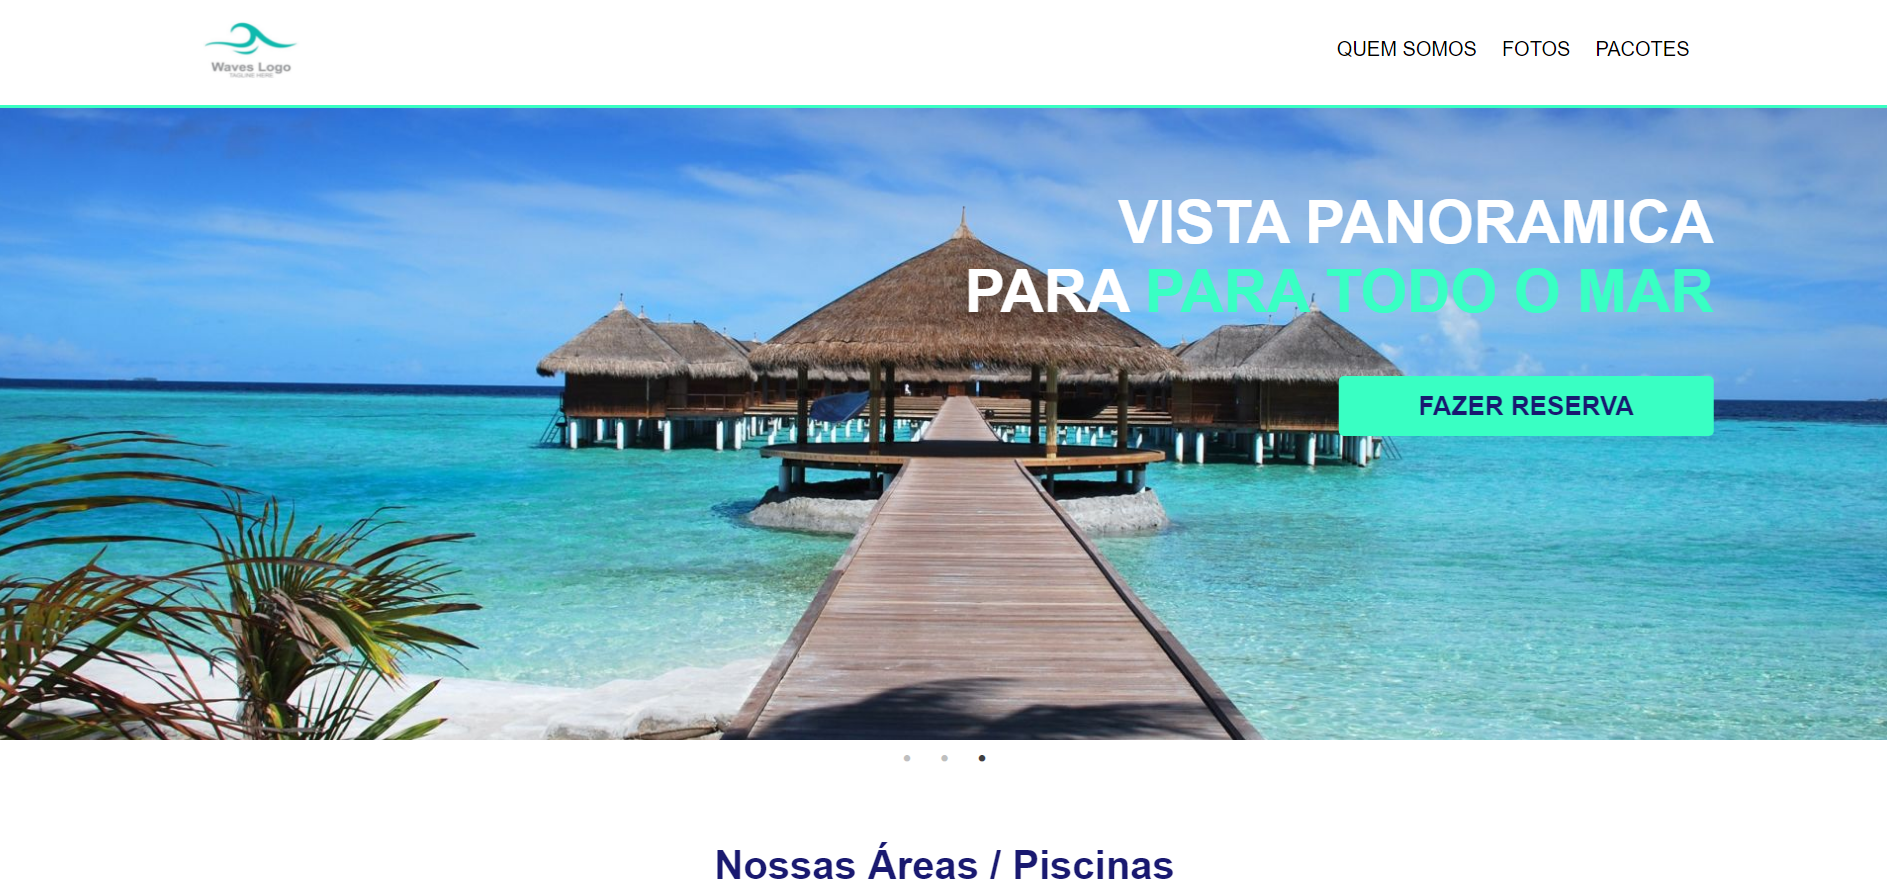 Waves Logo
TAGLINE HERE
QUEM SOMOS FOTOS PACOTES
VISTA PANORAMICA
PARA PARA TODO O MAR
FAZER RESERVA
Nossas Áreas / Piscinas